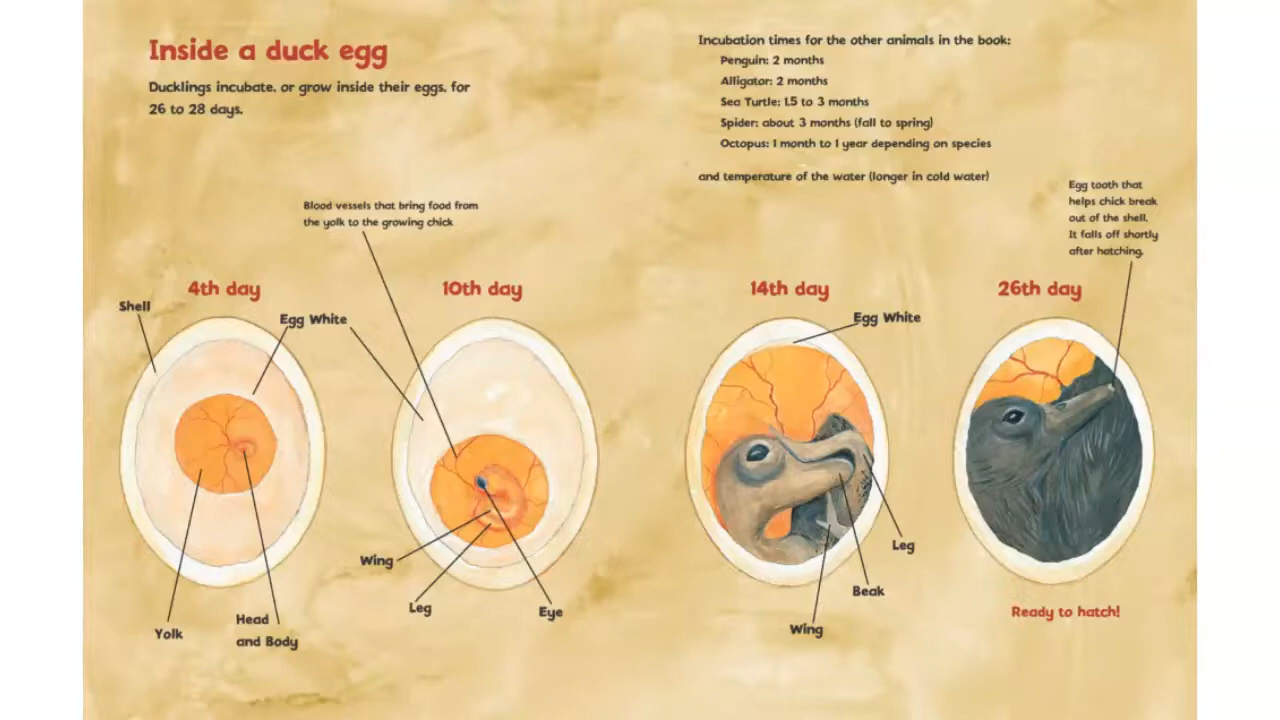 Inside a duck egg
Ducklings incubate, or grow inside their eggs, for
26 to 28 days.
Blood vessels that bring food from
the yolk to the growing chick
4th day
10th day
Shell
Egg White
Wing
Leg
Eye
Yolk
Head
and Body
Incubation times for the other animals in the book:
Penguin: 2 months
Alligator: 2 months
Sea Turtle: 1.5 to 3 months
Spider: about 3 months (fall to spring)
Octopus: 1 month to 1 year depending on species
and temperature of the water (longer in cold water)
Egg tooth that
helps chick break
out of the shell.
It falls off shortly
after hatching.
14th day
26th day
Egg White
Leg
Beak
Wing
Ready to hatch!